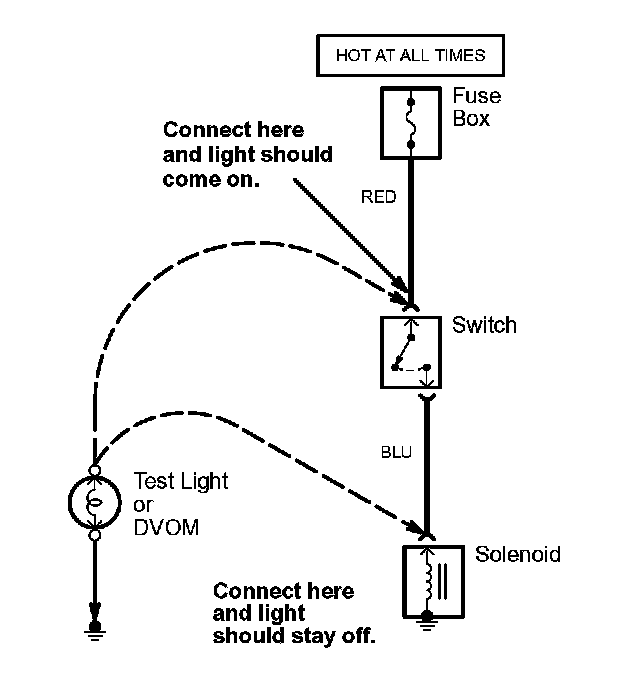 HOT AT ALL TIMES
Fuse
Box
Connect here
and light should
come on.
RED
Switch
BLU
Test Light
or
DVOM
Solenoid
Connect here
and light
should stay off.